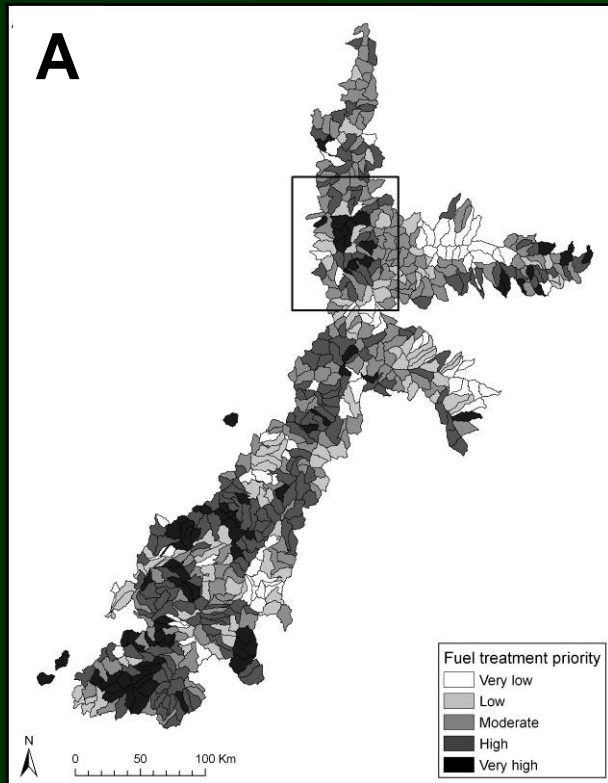 A
Fuel treatment priority
Very low
Low
Moderate
High
Very high
N
0 50 100 Km